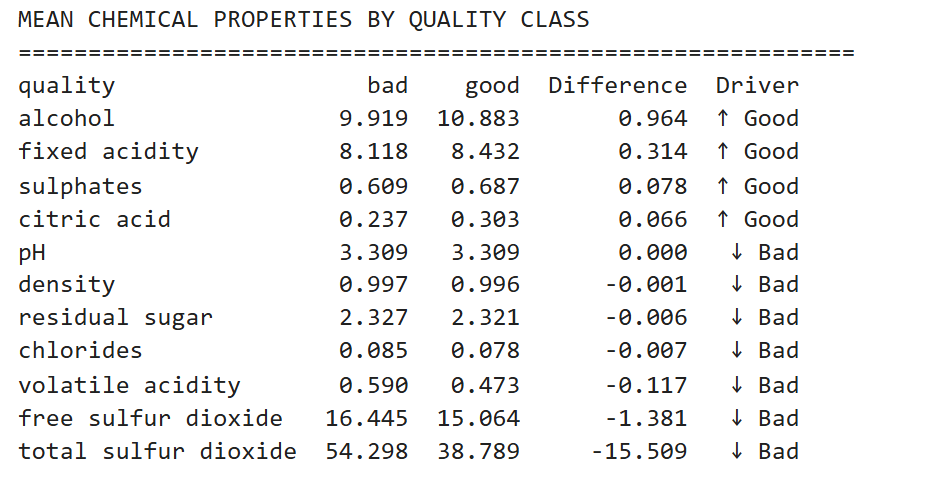 MEAN CHEMICAL PROPERTIES BY QUALITY CLASS
============================================================
quality                 bad    good  Difference  Driver
alcohol               9.919  10.883       0.964  ↑ Good
fixed acidity         8.118   8.432       0.314  ↑ Good
sulphates             0.609   0.687       0.078  ↑ Good
citric acid           0.237   0.303       0.066  ↑ Good
pH                    3.309   3.309       0.000   ↓ Bad
density               0.997   0.996      -0.001   ↓ Bad
residual sugar        2.327   2.321      -0.006   ↓ Bad
chlorides             0.085   0.078      -0.007   ↓ Bad
volatile acidity      0.590   0.473      -0.117   ↓ Bad
free sulfur dioxide  16.445  15.064      -1.381   ↓ Bad
total sulfur dioxide  54.298  38.789     -15.509   ↓ Bad